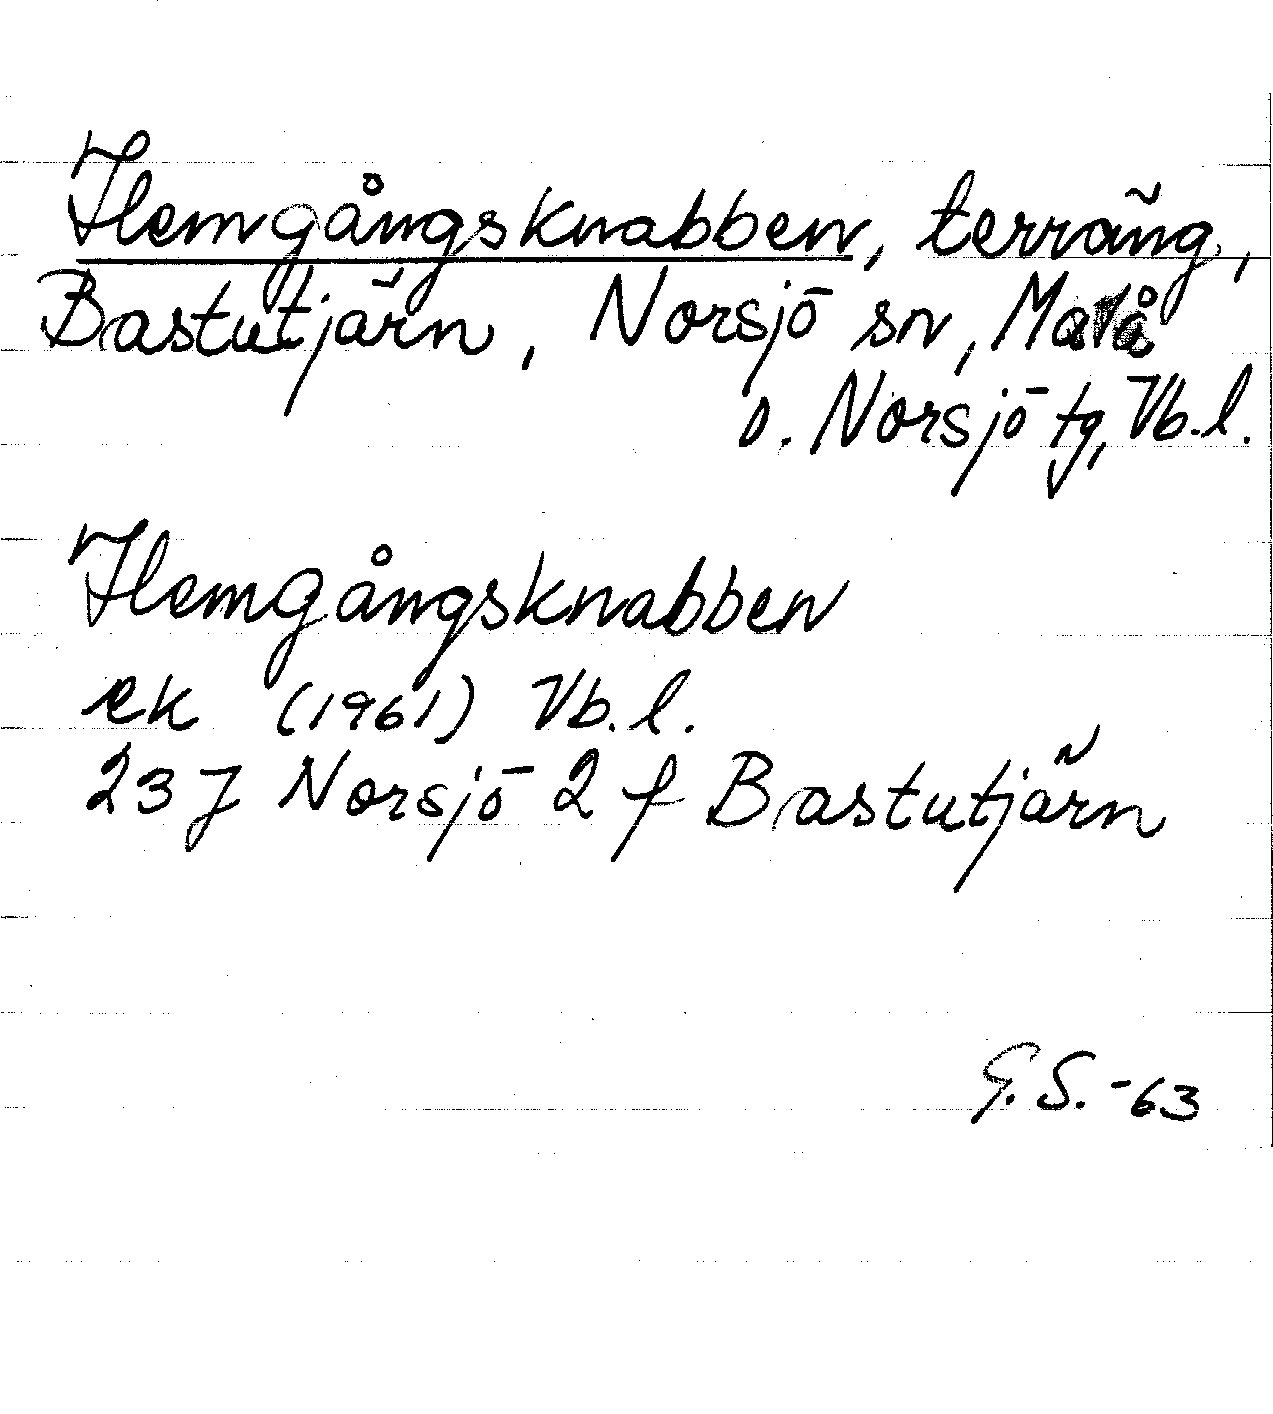 Hemgångsknabben, terräng,
Bastutjärn, Norsjö sn, Malå
o. Norsjö tg, Vb.l.
Hemgångsknabben
ek (1961) Vb.l.
23 J Norsjö 2 f Bastutjärn
G.S.-63